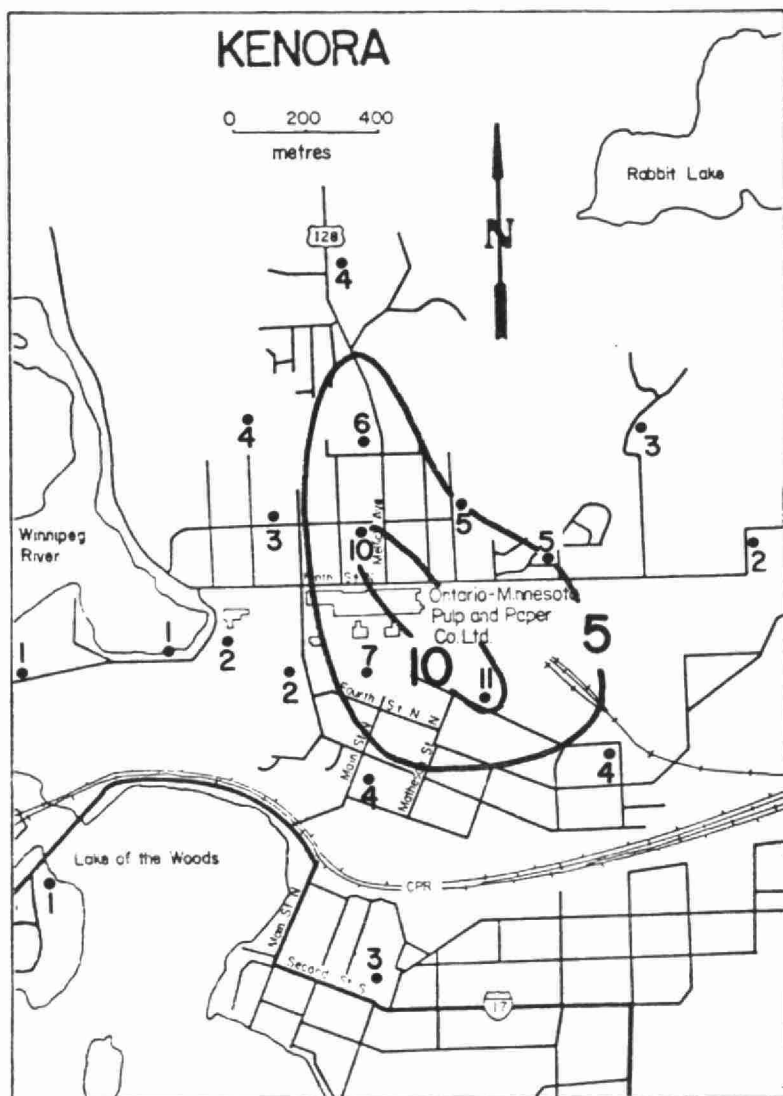 KENORA
0 200 400
metres
N
Rabbit Lake
128
4
4
6
3
3
5
Mellick Ave
10
5
2
Winnipeg
River
Ontario-Minnesota
Pulp and Paper
Co. Ltd.
5
1
1
2
2
7
10
11
Fourth St N
Main St N
Matheson St N
4
4
Lake of the Woods
1
CPR
Main St N
3
Second St S
17